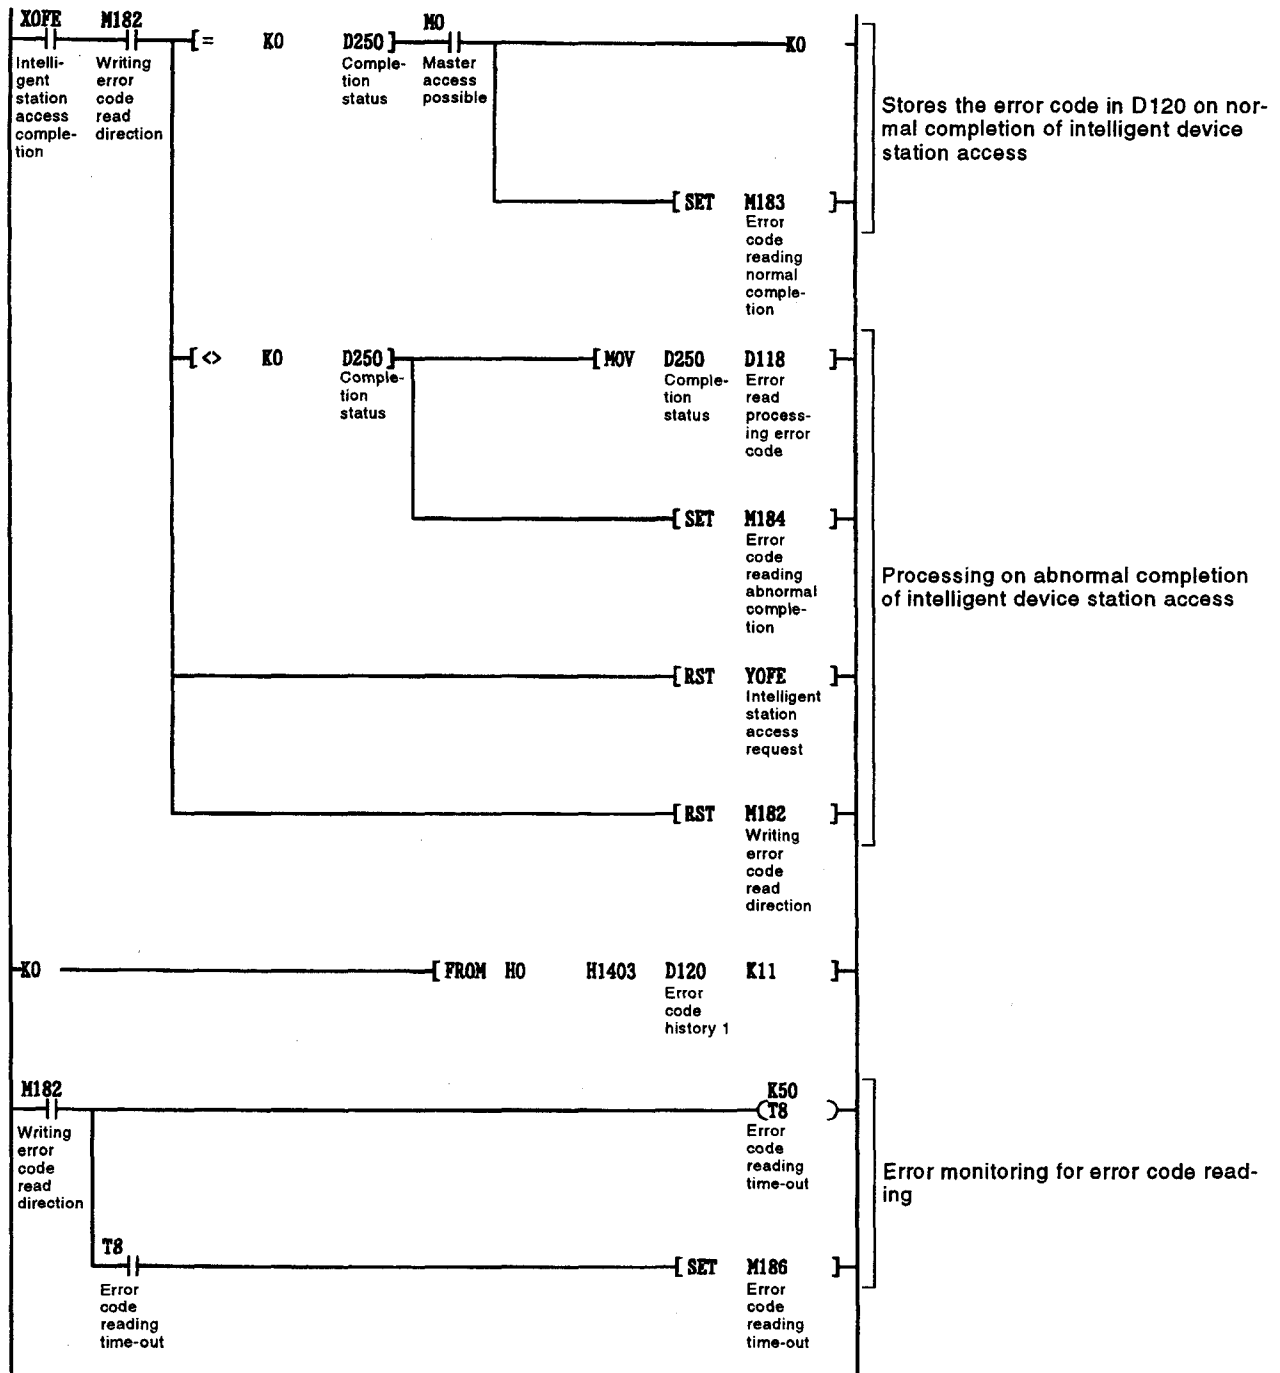 X0FE M182 M0
[= K0 D250] K0
Intelli-
gent
station
access
comple-
tion
Writing
error
code
read
direction
Comple-
tion
status
Master
access
possible
Stores the error code in D120 on nor-
mal completion of intelligent device
station access
[SET M183 ]
Error
code
reading
normal
comple-
tion
[<> K0 D250] [MOV D250 D118 ]
Comple-
tion
status
Comple-
tion
status
Error
read
process-
ing error
code
[SET M184 ]
Error
code
reading
abnormal
comple-
tion
Processing on abnormal completion
of intelligent device station access
[RST Y0FE ]
Intelligent
station
access
request
[RST M182 ]
Writing
error
code
read
direction
K0 [FROM H0 H1403 D120 K11 ]
Error
code
history 1
M182 K50
(T8 )
Writing
error
code
read
direction
Error
code
reading
time-out
Error monitoring for error code read-
ing
T8
[SET M186 ]
Error
code
reading
time-out
Error
code
reading
time-out